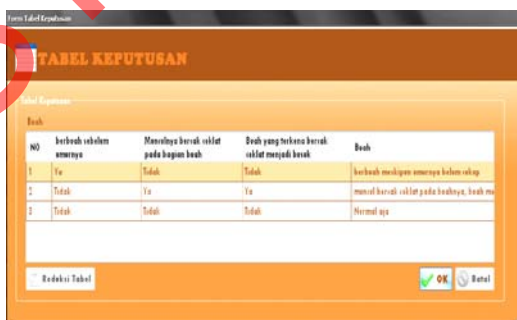 Form Tabel Keputusan
TABEL KEPUTUSAN
Tabel Keputusan
Buah
NO
berbuah sebelum umurnya
Munculnya bercak coklat pada bagian buah
Buah yang terkena bercak coklat menjadi busuk
Buah
1 Ya Tidak Tidak berbuah meskipun umurnya belum cukup
2 Tidak Ya Ya muncul bercak coklat pada buahnya, buah me
3 Tidak Tidak Tidak Normal aja
Reduksi Tabel OK Batal